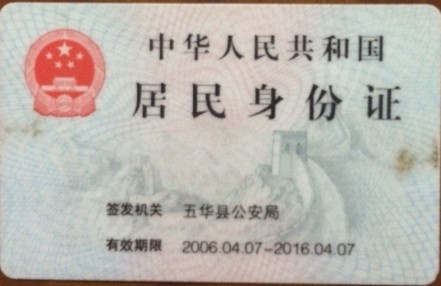 中华人民共和国
居民身份证
签发机关 五华县公安局
有效期限 2006.04.07-2016.04.07